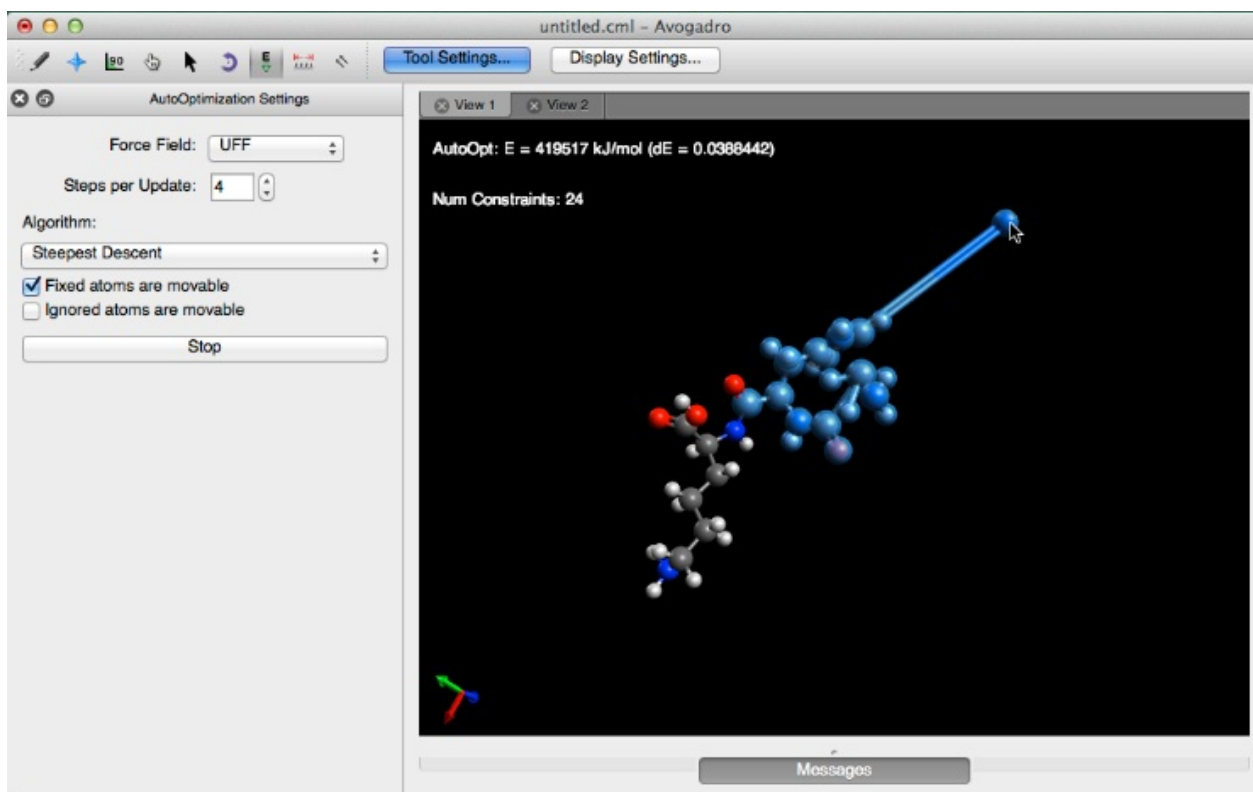 untitled.cml - Avogadro
90 E Tool Settings... Display Settings...
AutoOptimization Settings
View 1 View 2
Force Field: UFF
AutoOpt: E = 419517 kJ/mol (dE = 0.0388442)
Steps per Update: 4
Num Constraints: 24
Algorithm:
Steepest Descent
Fixed atoms are movable
Ignored atoms are movable
Stop
Messages